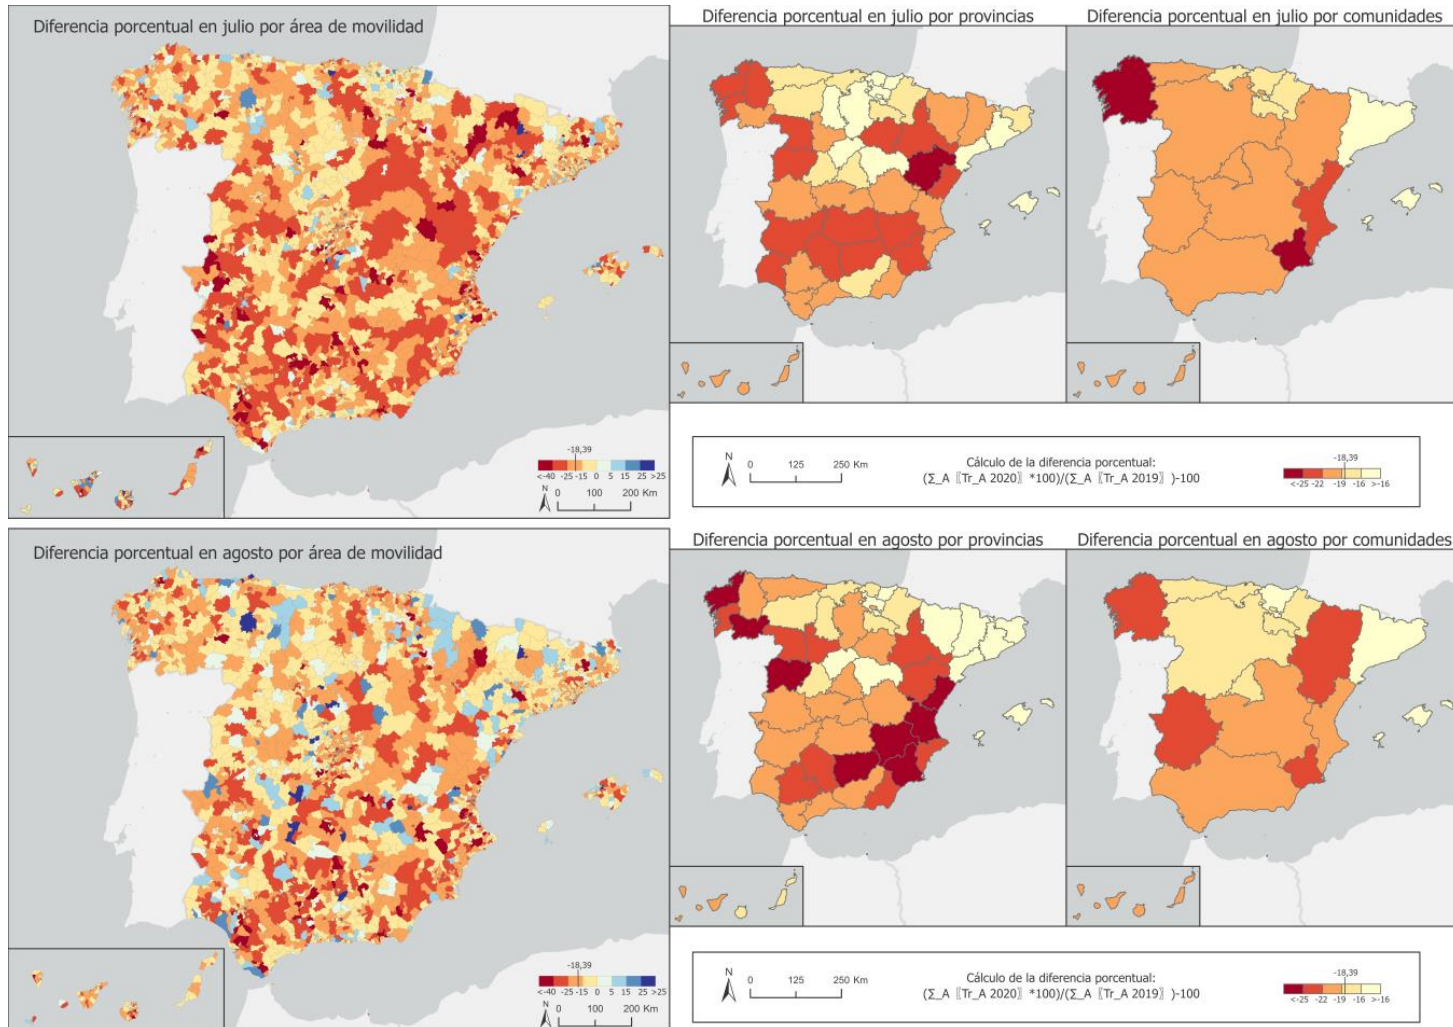 Diferencia porcentual en julio por área de movilidad
-18,39
<-40 -25 -15 0 5 15 25 >25
N
0 100 200 Km
Diferencia porcentual en julio por provincias
Diferencia porcentual en julio por comunidades
N
0 125 250 Km
Cálculo de la diferencia porcentual:
(Σ_A 〖Tr_A 2020〗 *100)/(Σ_A 〖Tr_A 2019〗 )-100
-18,39
<-25 -22 -19 -16 >-16
Diferencia porcentual en agosto por área de movilidad
-18,39
<-40 -25 -15 0 5 15 >25
N
0 100 200 Km
Diferencia porcentual en agosto por provincias
Diferencia porcentual en agosto por comunidades
N
0 125 250 Km
Cálculo de la diferencia porcentual:
(Σ_A 〖Tr_A 2020〗 *100)/(Σ_A 〖Tr_A 2019〗 )-100
-18,39
<-25 -22 -19 -16 >-16